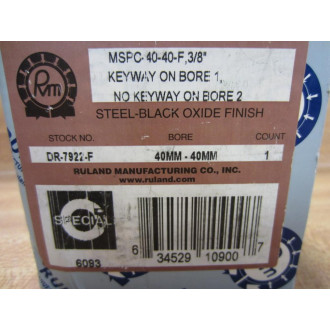 Rm
MSPC-40-40-F,3/8"
KEYWAY ON BORE 1,
NO KEYWAY ON BORE 2
STEEL-BLACK OXIDE FINISH
STOCK NO. BORE COUNT
DR-7922-F 40MM - 40MM 1
RULAND MANUFACTURING CO., INC.
www.ruland.com
SPECIAL
6093
6 34529 10900 7